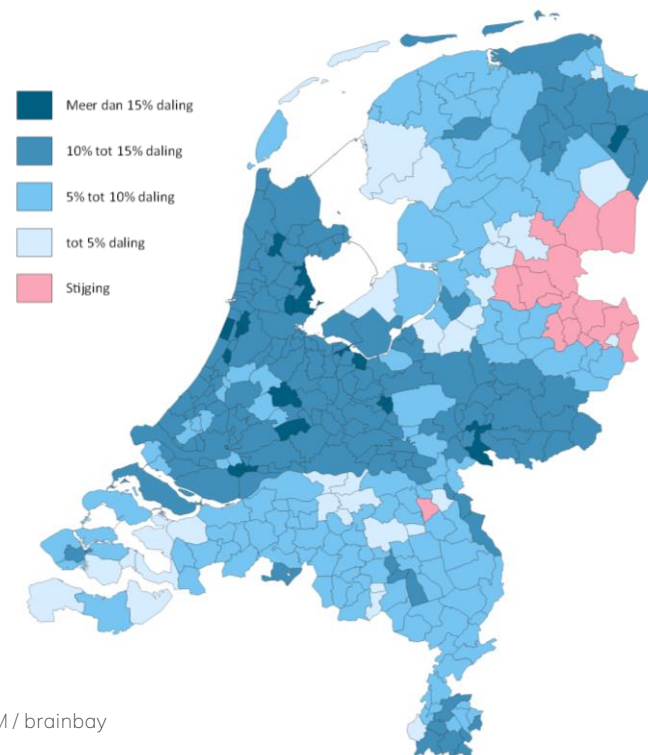 Meer dan 15% daling
10% tot 15% daling
5% tot 10% daling
tot 5% daling
Stijging
/ brainbay